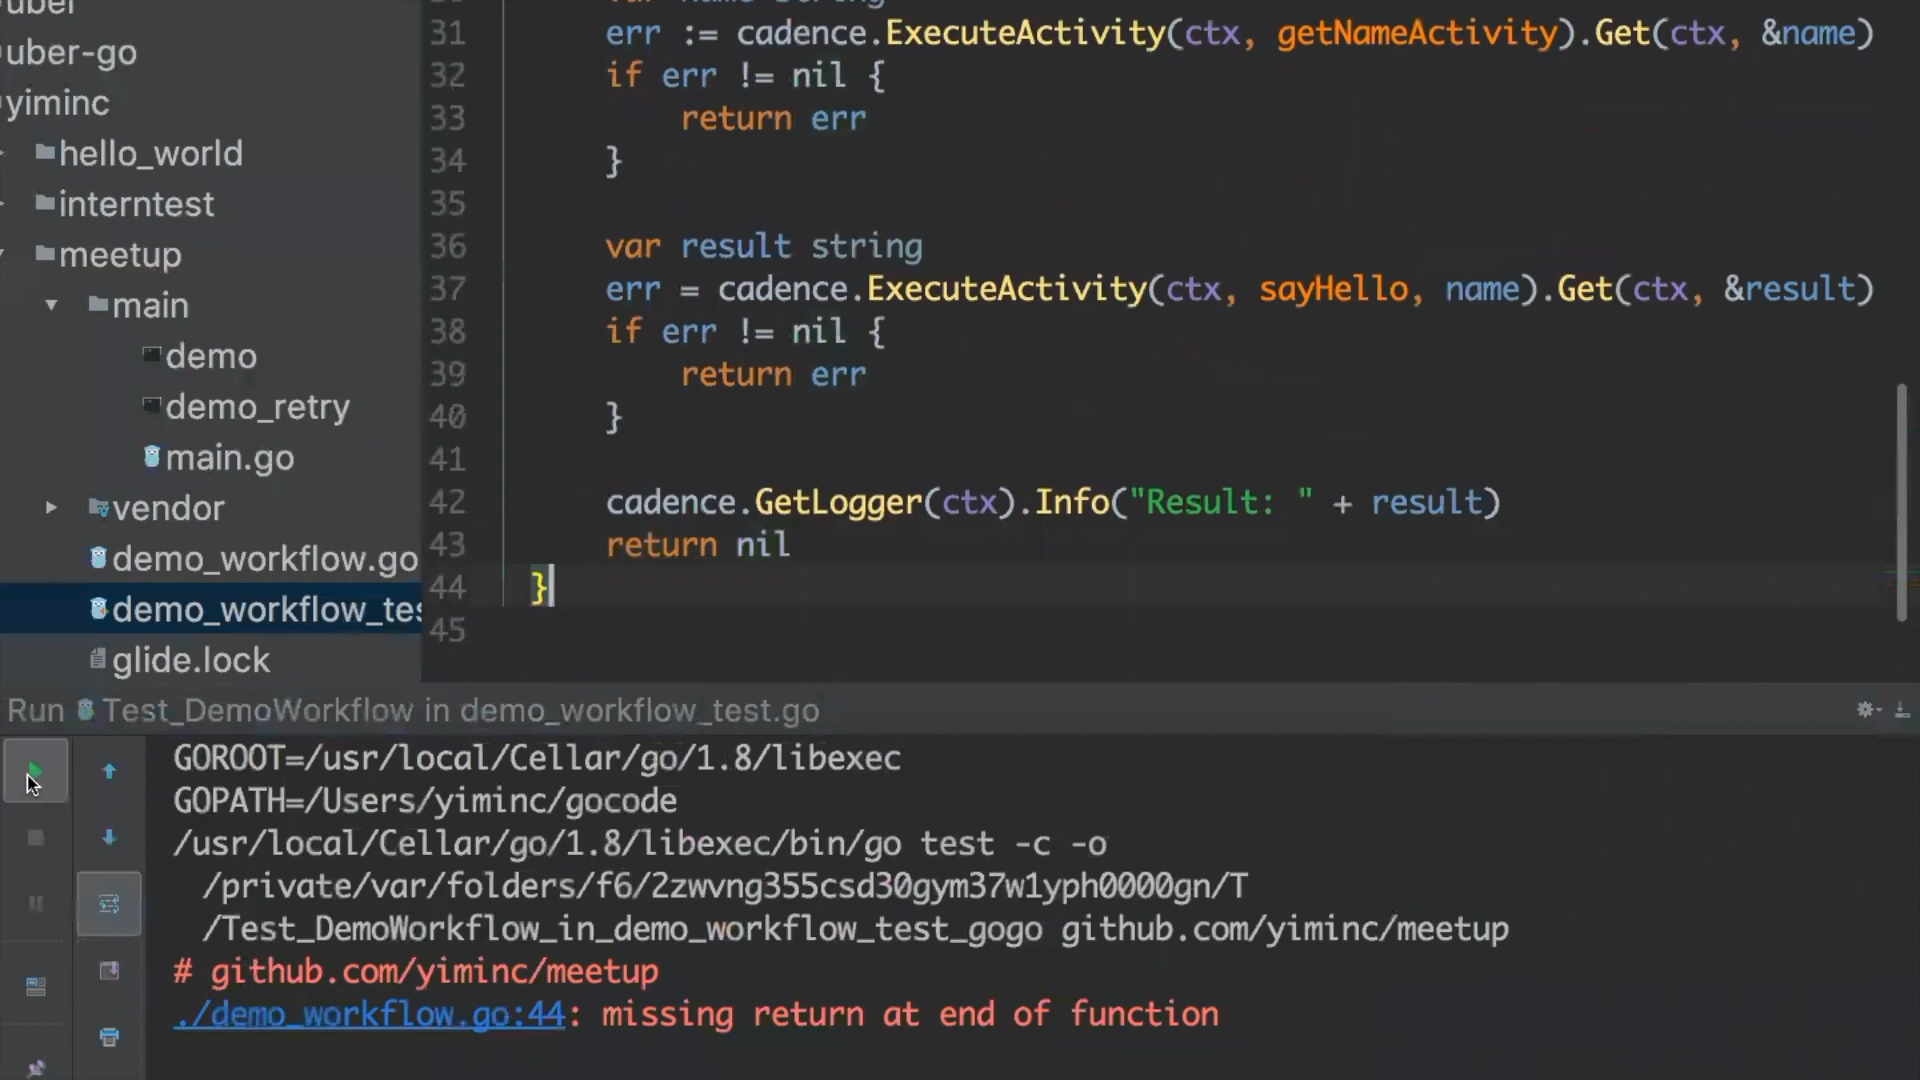 uber
uber-go
yiminc
hello_world
interntest
meetup
main
demo
demo_retry
main.go
vendor
demo_workflow.go
demo_workflow_tes
glide.lock
31 err := cadence.ExecuteActivity(ctx, getNameActivity).Get(ctx, &name)
32 if err != nil {
33 return err
34 }
35
36 var result string
37 err = cadence.ExecuteActivity(ctx, sayHello, name).Get(ctx, &result)
38 if err != nil {
39 return err
40 }
41
42 cadence.GetLogger(ctx).Info("Result: " + result)
43 return nil
44 }
45
Run Test_DemoWorkflow in demo_workflow_test.go
GOROOT=/usr/local/Cellar/go/1.8/libexec
GOPATH=/Users/yiminc/gocode
/usr/local/Cellar/go/1.8/libexec/bin/go test -c -o
/private/var/folders/f6/2zwvng355csd30gym37w1yph0000gn/T
/Test_DemoWorkflow_in_demo_workflow_test_gogo github.com/yiminc/meetup
# github.com/yiminc/meetup
./demo_workflow.go:44: missing return at end of function